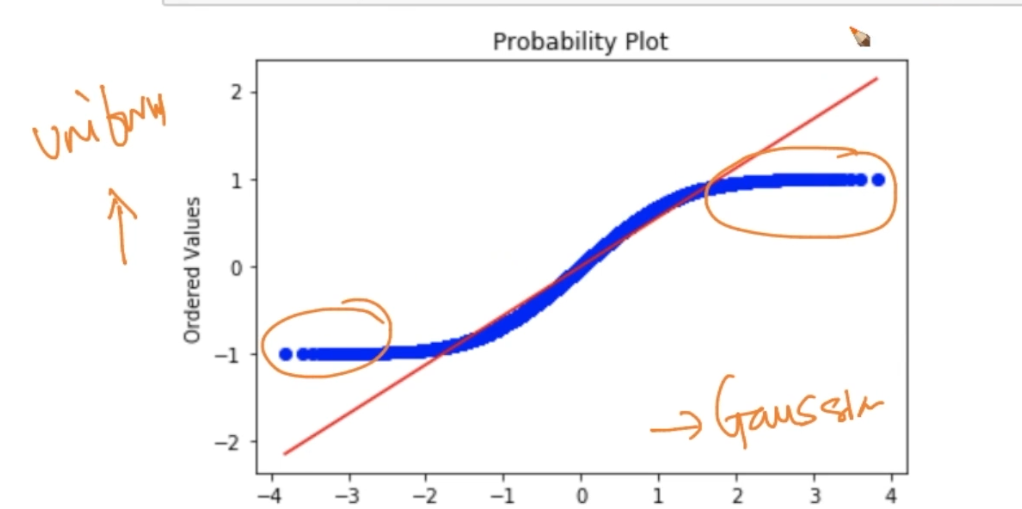 Probability Plot
uniform
Ordered Values
2
1
0
−1
−2
→ Gaussian
−4 −3 −2 −1 0 1 2 3 4